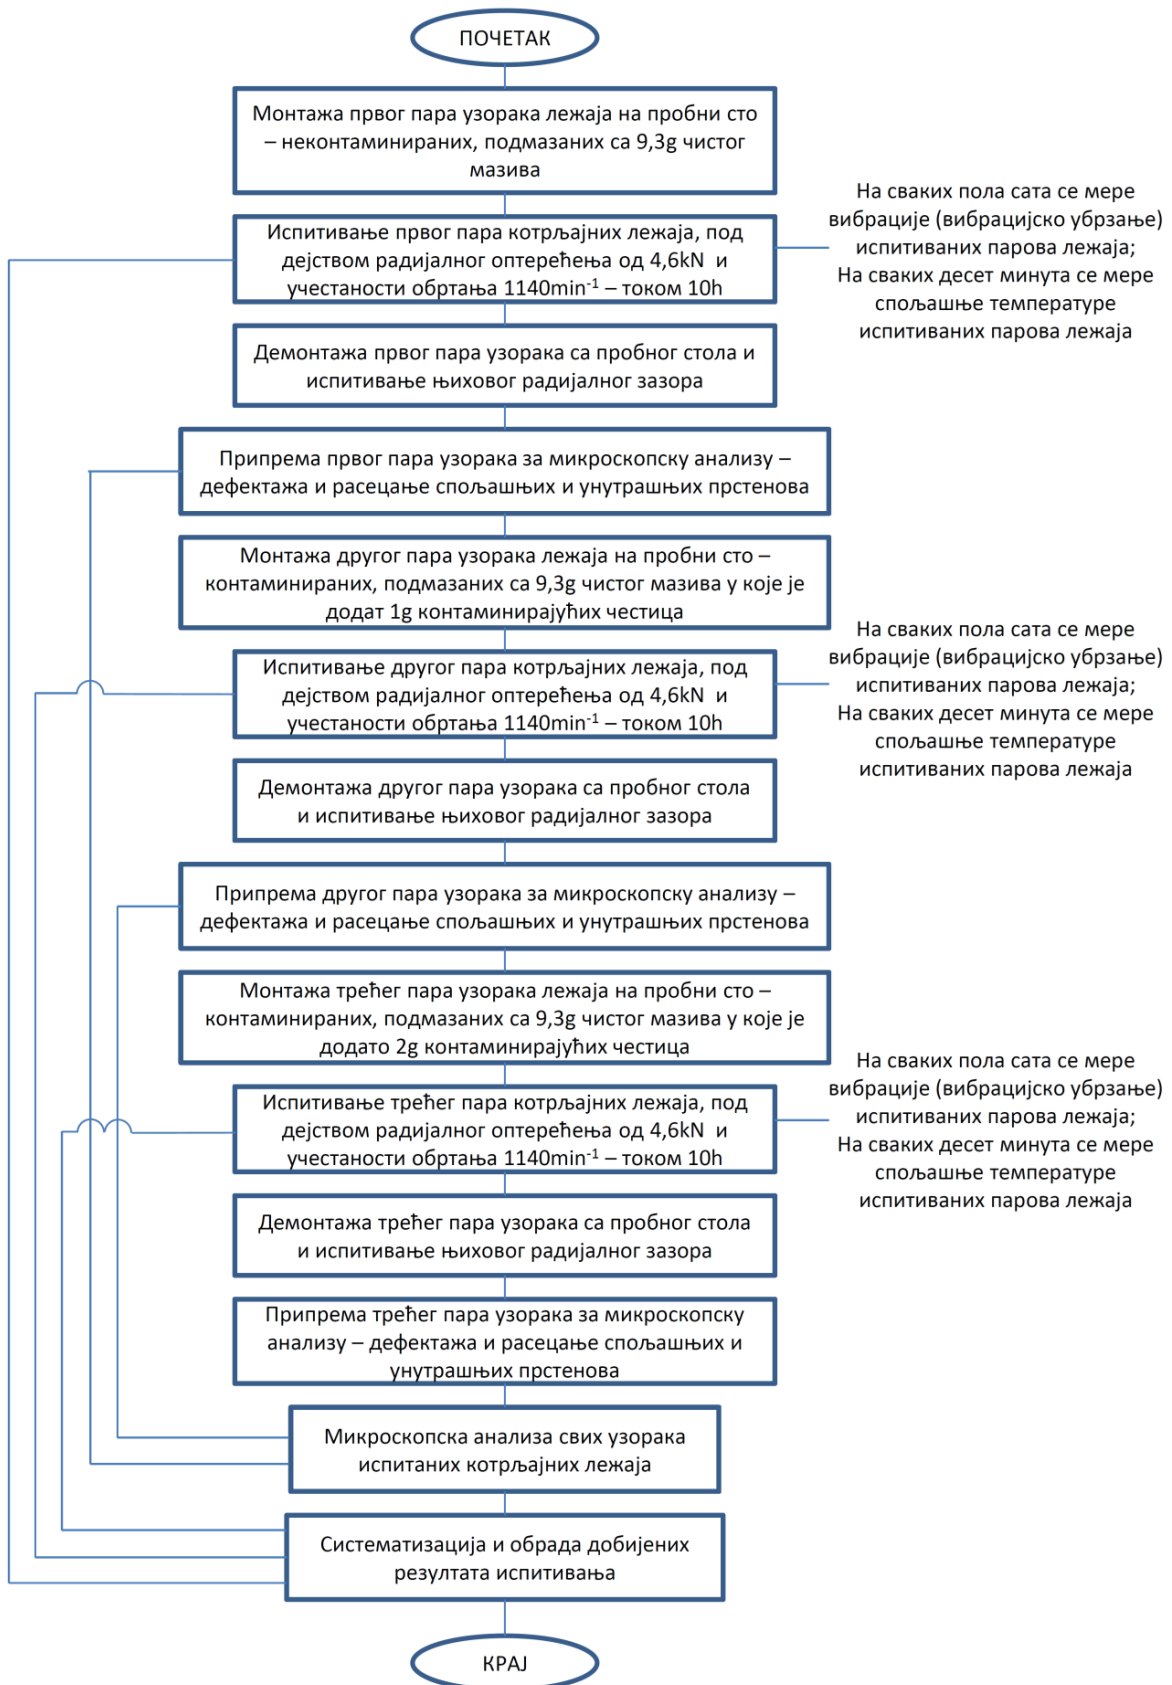 ПОЧЕТАК
Монтажа првог пара узорака лежаја на пробни сто
– неконтаминираних, подмазаних са 9,3g чистог
мазива
Испитивање првог пара котрљајних лежаја, под
дејством радијалног оптерећења од 4,6kN и
учестаности обртања 1140min⁻¹ – током 10h
На сваких пола сата се мере
вибрације (вибрацијско убрзање)
испитиваних парова лежаја;
На сваких десет минута се мере
спољашње температуре
испитиваних парова лежаја
Демонтажа првог пара узорака са пробног стола и
испитивање њиховог радијалног зазора
Припрема првог пара узорака за микроскопску анализу –
дефектажа и расецање спољашњих и унутрашњих прстенова
Монтажа другог пара узорака лежаја на пробни сто –
контаминираних, подмазаних са 9,3g чистог мазива у које је
додат 1g контаминирајућих честица
Испитивање другог пара котрљајних лежаја, под
дејством радијалног оптерећења од 4,6kN и
учестаности обртања 1140min⁻¹ – током 10h
На сваких пола сата се мере
вибрације (вибрацијско убрзање)
испитиваних парова лежаја;
На сваких десет минута се мере
спољашње температуре
испитиваних парова лежаја
Демонтажа другог пара узорака са пробног стола
и испитивање њиховог радијалног зазора
Припрема другог пара узорака за микроскопску анализу –
дефектажа и расецање спољашњих и унутрашњих прстенова
Монтажа трећег пара узорака лежаја на пробни сто –
контаминираних, подмазаних са 9,3g чистог мазива у које је
додато 2g контаминирајућих честица
Испитивање трећег пара котрљајних лежаја, под
дејством радијалног оптерећења од 4,6kN и
учестаности обртања 1140min⁻¹ – током 10h
На сваких пола сата се мере
вибрације (вибрацијско убрзање)
испитиваних парова лежаја;
На сваких десет минута се мере
спољашње температуре
испитиваних парова лежаја
Демонтажа трећег пара узорака са пробног стола
и испитивање њиховог радијалног зазора
Припрема трећег пара узорака за микроскопску
анализу – дефектажа и расецање спољашњих и
унутрашњих прстенова
Микроскопска анализа свих узорака
испитаних котрљајних лежаја
Систематизација и обрада добијених
резултата испитивања
КРАЈ